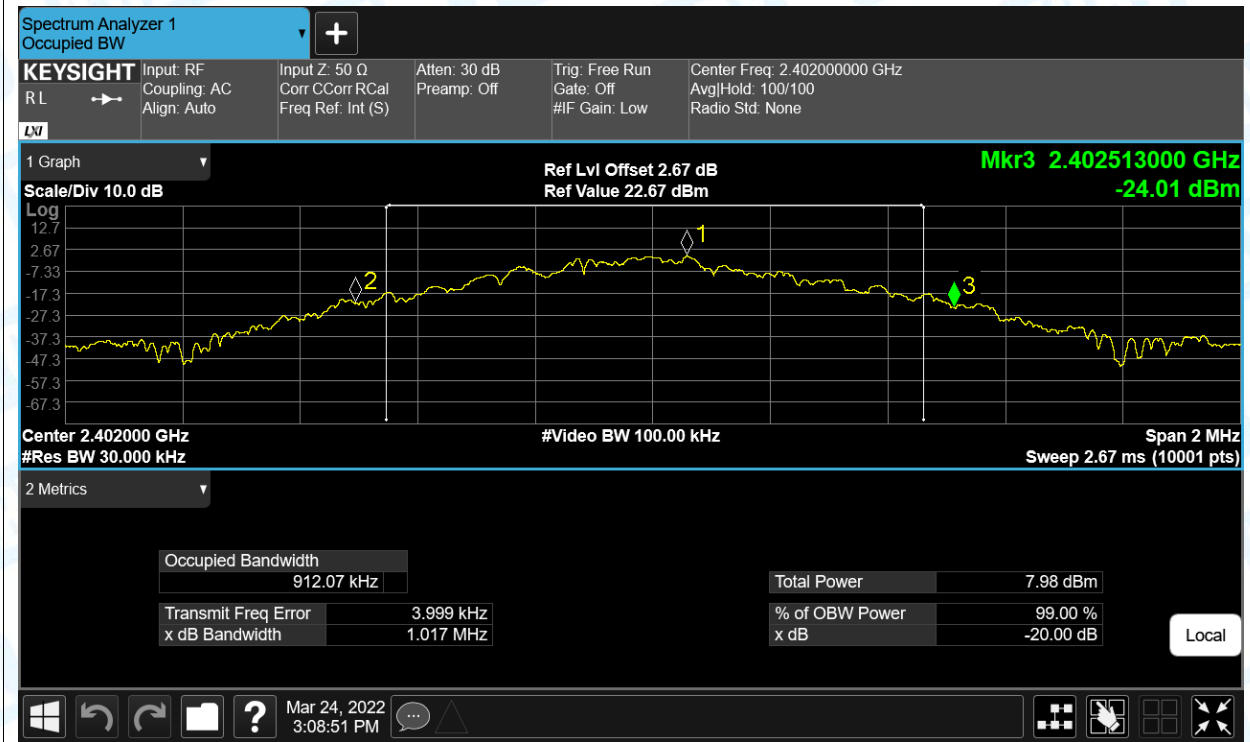 Spectrum Analyzer 1
Occupied BW
KEYSIGHT
R L
LXI
Input: RF
Coupling: AC
Align: Auto
Input Z: 50 Ω
Corr CCorr RCal
Freq Ref: Int (S)
Atten: 30 dB
Preamp: Off
Trig: Free Run
Gate: Off
#IF Gain: Low
Center Freq: 2.402000000 GHz
Avg|Hold: 100/100
Radio Std: None
1 Graph
Scale/Div 10.0 dB
Ref Lvl Offset 2.67 dB
Ref Value 22.67 dBm
Mkr3 2.402513000 GHz
-24.01 dBm
Log
12.7
2.67
-7.33
-17.3
-27.3
-37.3
-47.3
-57.3
-67.3
1
2
3
Center 2.402000 GHz
#Video BW 100.00 kHz
Span 2 MHz
#Res BW 30.000 kHz
Sweep 2.67 ms (10001 pts)
2 Metrics
Occupied Bandwidth
912.07 kHz
Total Power 7.98 dBm
Transmit Freq Error 3.999 kHz
% of OBW Power 99.00 %
x dB Bandwidth 1.017 MHz
x dB -20.00 dB
Local
?
Mar 24, 2022
3:08:51 PM